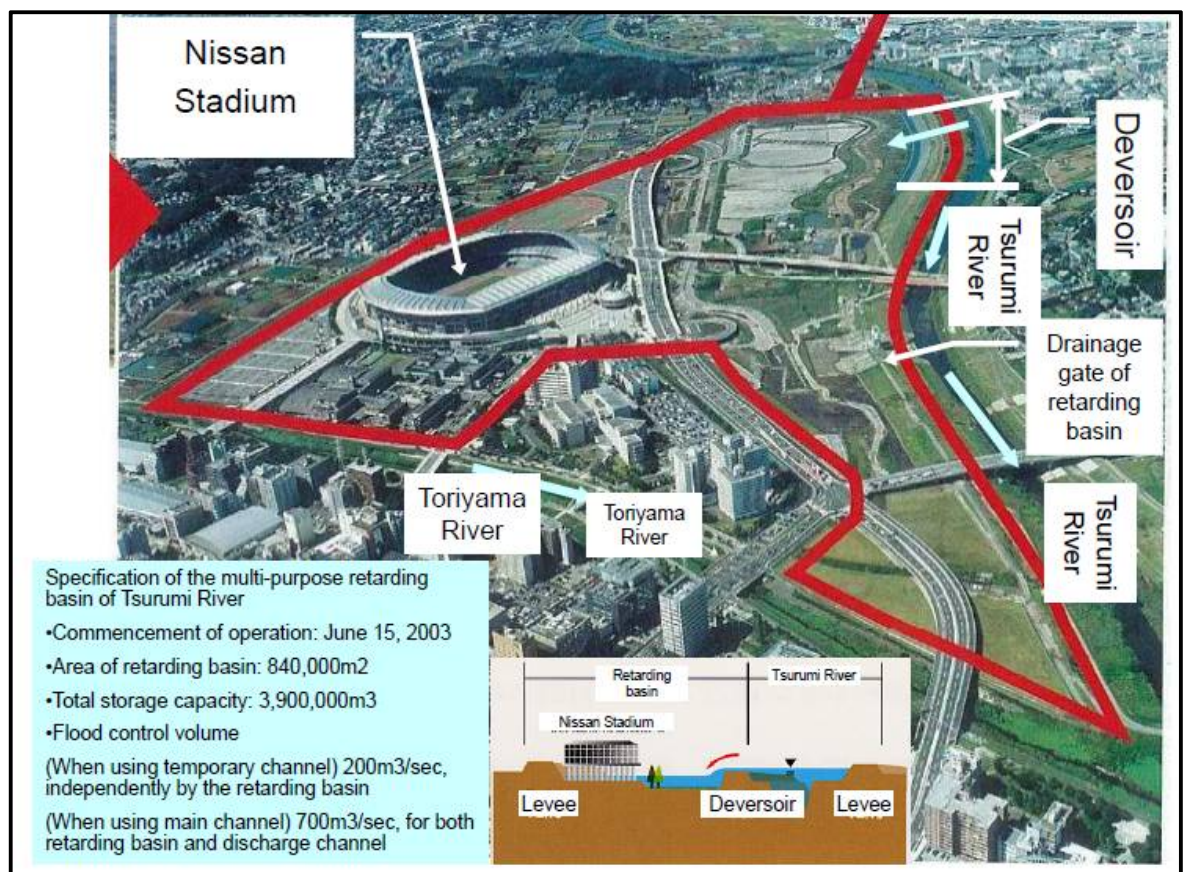 Nissan
Stadium
Deversoir
Tsurumi
River
Drainage
gate of
retarding
basin
Toriyama
River
Toriyama
River
Tsurumi
River
Specification of the multi-purpose retarding
basin of Tsurumi River
•Commencement of operation: June 15, 2003
•Area of retarding basin: 840,000m2
•Total storage capacity: 3,900,000m3
•Flood control volume
(When using temporary channel) 200m3/sec,
independently by the retarding basin
(When using main channel) 700m3/sec, for both
retarding basin and discharge channel
Retarding
basin
Tsurumi River
Nissan Stadium
Levee
Deversoir
Levee